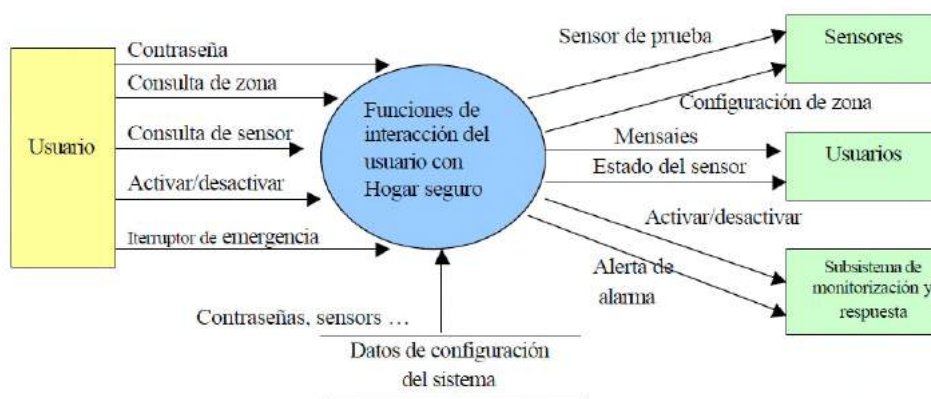 Usuario
Contraseña
Consulta de zona
Consulta de sensor
Activar/desactivar
Iterruptor de emergencia
Funciones de
interacción del
usuario con
Hogar seguro
Contraseñas, sensors ...
Datos de configuración
del sistema
Sensor de prueba
Configuración de zona
Mensaies
Estado del sensor
Activar/desactivar
Alerta de
alarma
Sensores
Usuarios
Subsistema de
monitorización y
respuesta